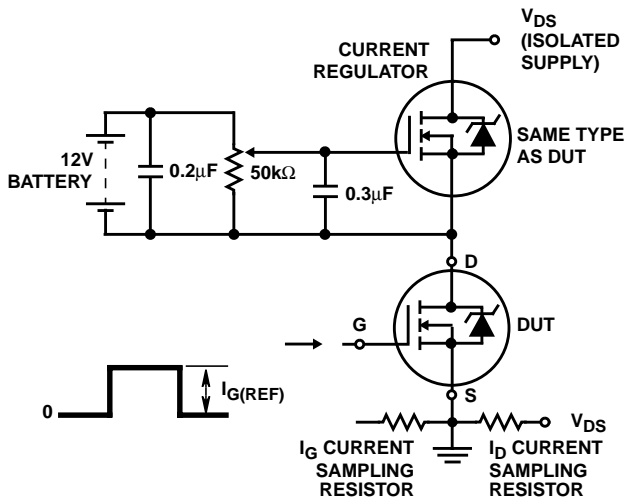 V_DS
(ISOLATED
SUPPLY)
CURRENT
REGULATOR
SAME TYPE
AS DUT
12V
BATTERY
0.2μF
50kΩ
0.3μF
D
DUT
G
I_G(REF)
0
S
V_DS
I_G CURRENT
SAMPLING
RESISTOR
I_D CURRENT
SAMPLING
RESISTOR